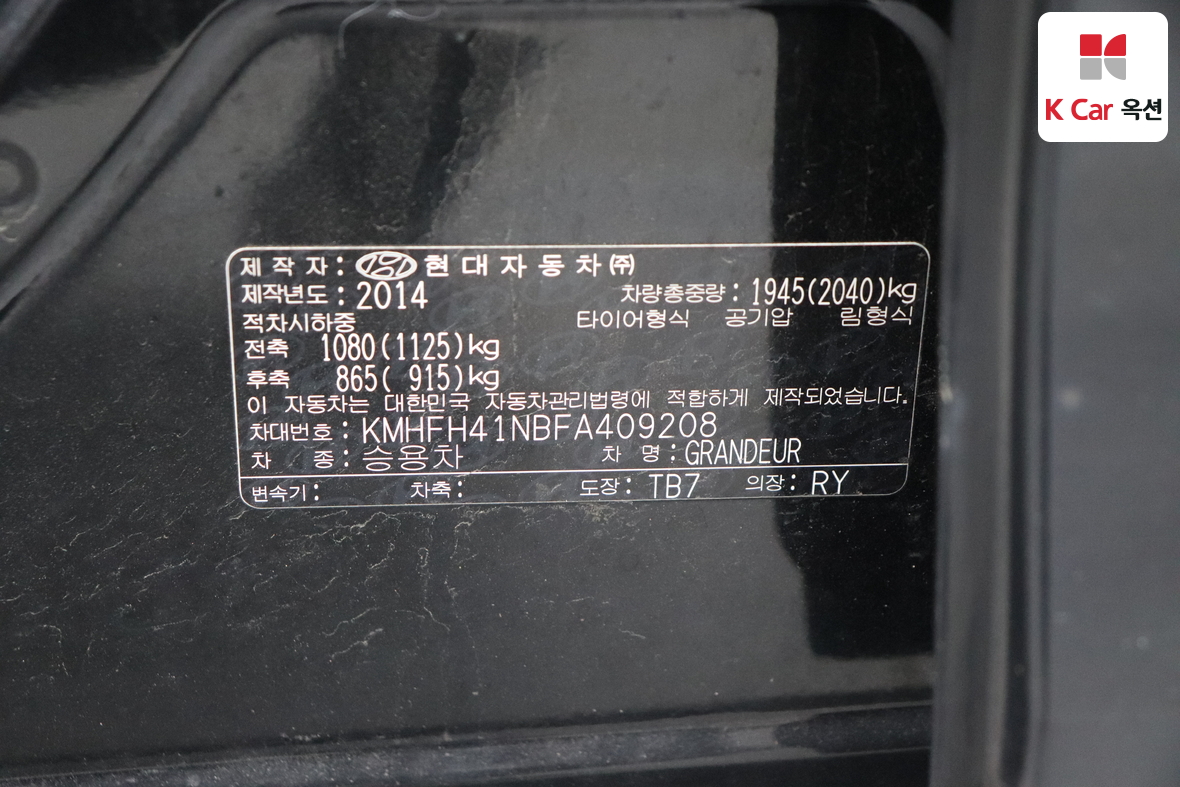 K Car 옥션
제 작 자 : 현 대 자 동 차 ㈜
제작년도 : 2014 차량총중량 : 1945(2040)kg
적차시하중 타이어형식 공기압 림형식
전축 1080(1125)kg
후축 865( 915)kg
이 자동차는 대한민국 자동차관리법령에 적합하게 제작되었습니다.
차대번호 : KMHFH41NBFA409208
차 종 : 승용차 차 명 : GRANDEUR
변속기 : 차축 : 도장 : TB7 의장 : RY